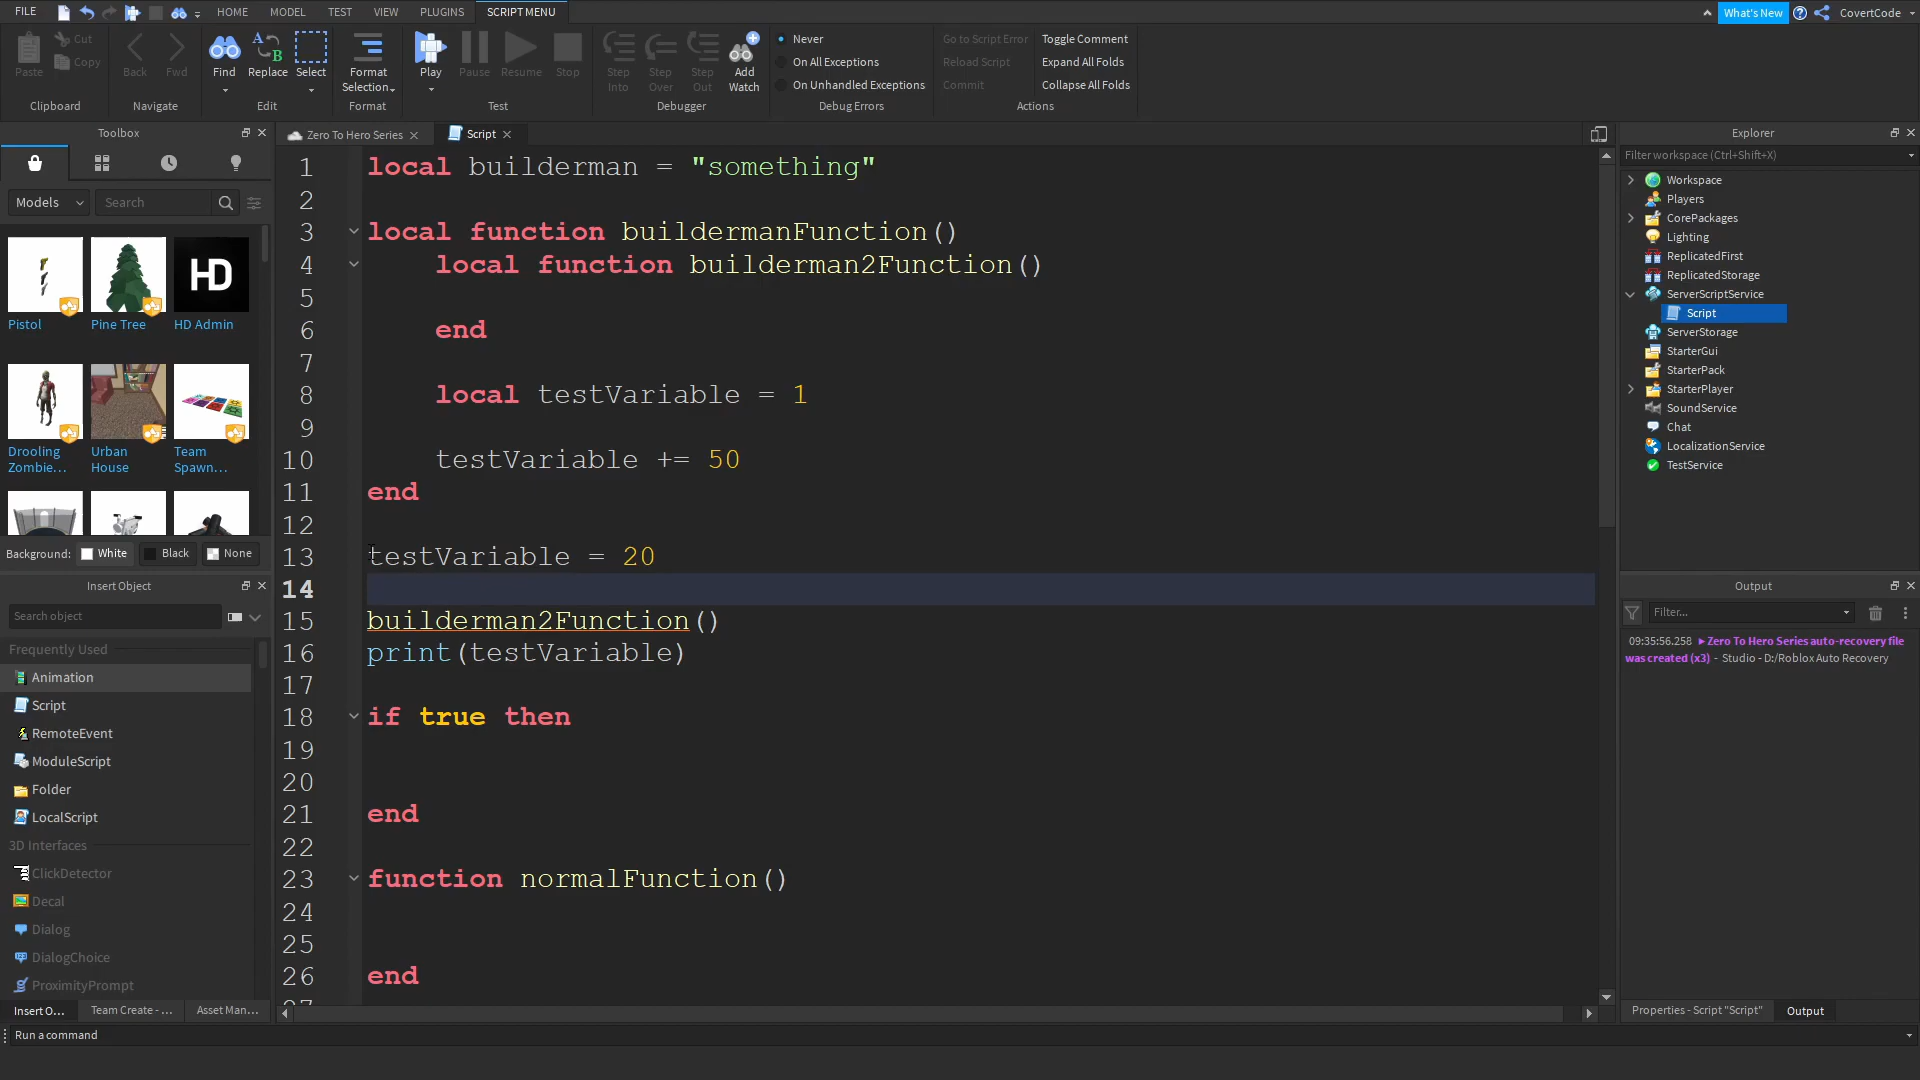 FILE HOME MODEL TEST VIEW PLUGINS SCRIPT MENU What's New CovertCode
Paste Cut Copy Clipboard
Back Fwd Navigate
Find Replace Select Edit
Format Selection Format
Play Pause Resume Stop Test
Step Into Step Over Step Out Add Watch Debugger
Never
On All Exceptions
On Unhandled Exceptions
Debug Errors
Go to Script Error Toggle Comment
Reload Script Expand All Folds
Commit Collapse All Folds
Actions
Toolbox
Models Search
Pistol Pine Tree HD Admin
Drooling Zombie... Urban House Team Spawn...
HD
Background: White Black None
Insert Object
Search object
Frequently Used
Animation
Script
RemoteEvent
ModuleScript
Folder
LocalScript
3D Interfaces
ClickDetector
Decal
Dialog
DialogChoice
ProximityPrompt
Insert O... Team Create - ... Asset Man...
Run a command
Zero To Hero Series Script
1 local builderman = "something"
2
3 local function buildermanFunction()
4 local function builderman2Function()
5
6 end
7
8 local testVariable = 1
9
10 testVariable += 50
11 end
12
13 testVariable = 20
14
15 builderman2Function()
16 print(testVariable)
17
18 if true then
19
20
21 end
22
23 function normalFunction()
24
25
26 end
27
Explorer
Filter workspace (Ctrl+Shift+X)
Workspace
Players
CorePackages
Lighting
ReplicatedFirst
ReplicatedStorage
ServerScriptService
Script
ServerStorage
StarterGui
StarterPack
StarterPlayer
SoundService
Chat
LocalizationService
TestService
Output
Filter...
09:35:56.258 ▸ Zero To Hero Series auto-recovery file
was created (x3) - Studio - D:/Roblox Auto Recovery
Properties - Script "Script" Output